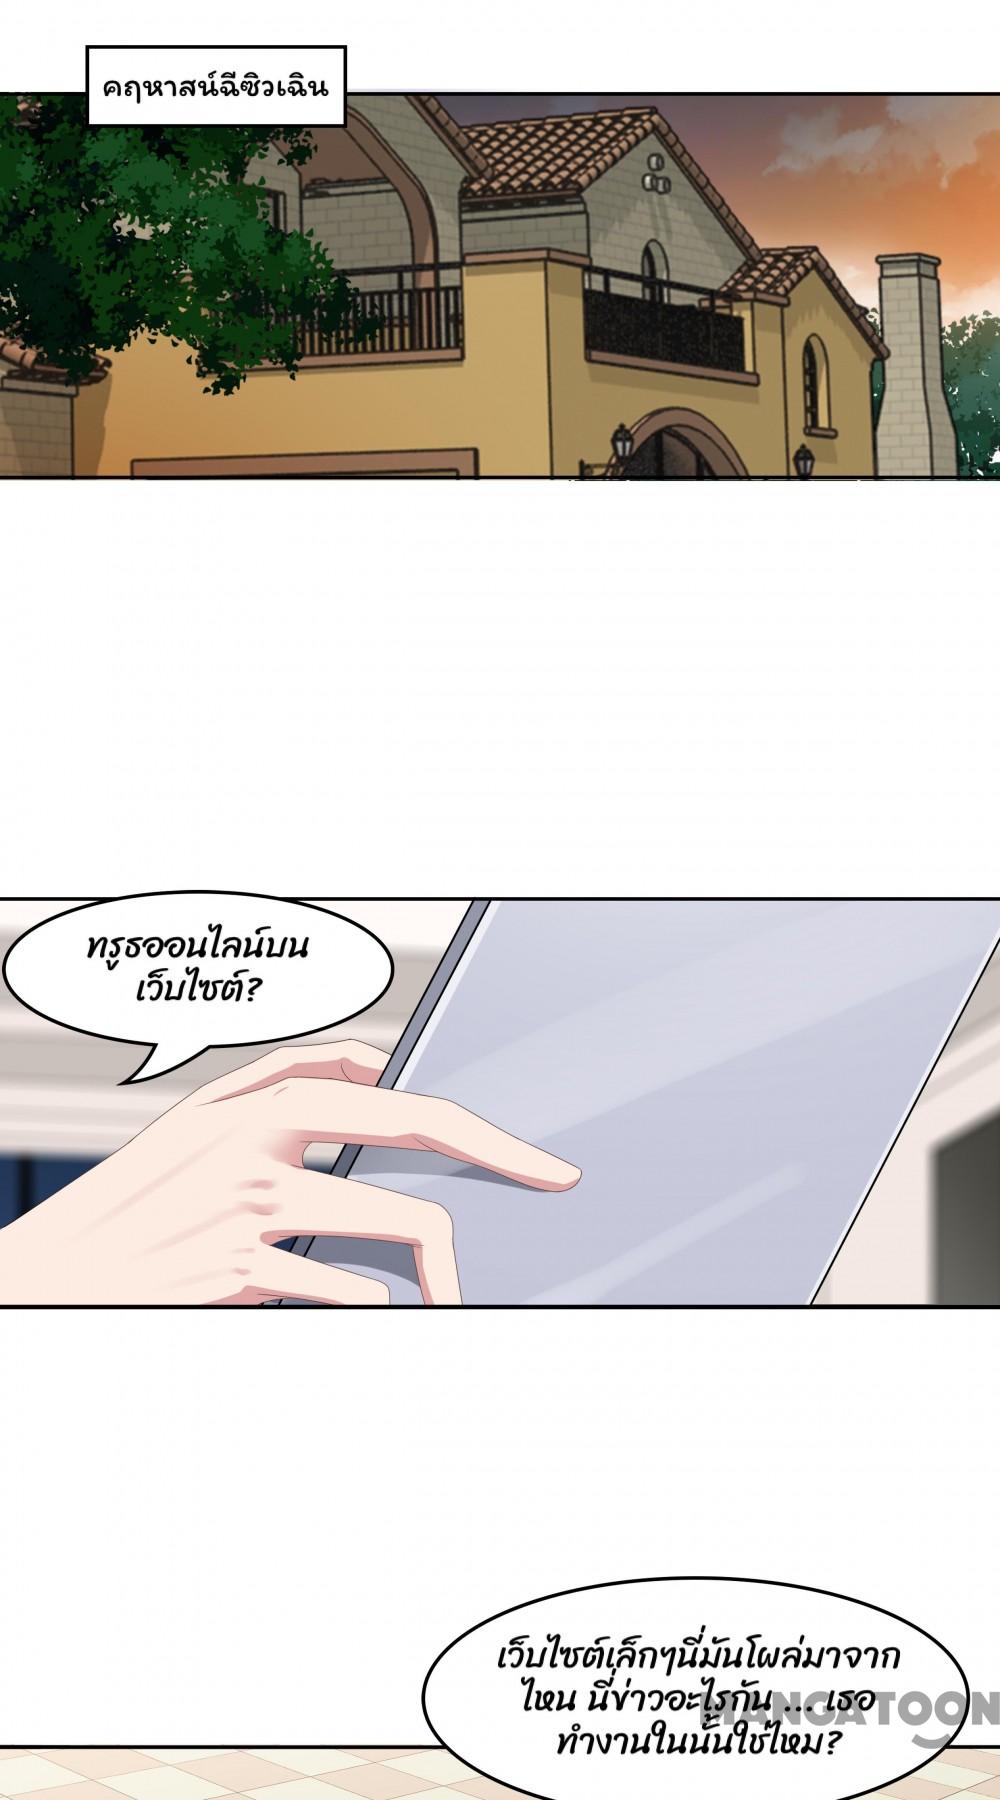 คฤหาสน์ฉีซิวเฉิน
ทรูธออนไลน์บน
เว็บไซต์?
เว็บไซต์เล็กๆนี่มันโผล่มาจาก
ไหน นี่ข่าวอะไรกัน ... เธอ
ทำงานในนั้นใช่ไหม?
MANGATOON